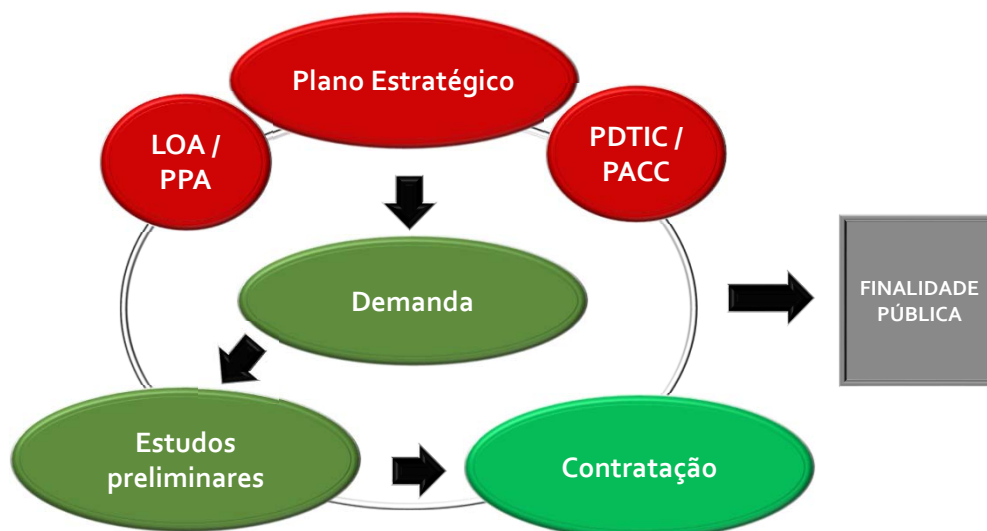 Plano Estratégico
LOA /
PPA
PDTIC /
PACC
Demanda
FINALIDADE
PÚBLICA
Estudos
preliminares
Contratação